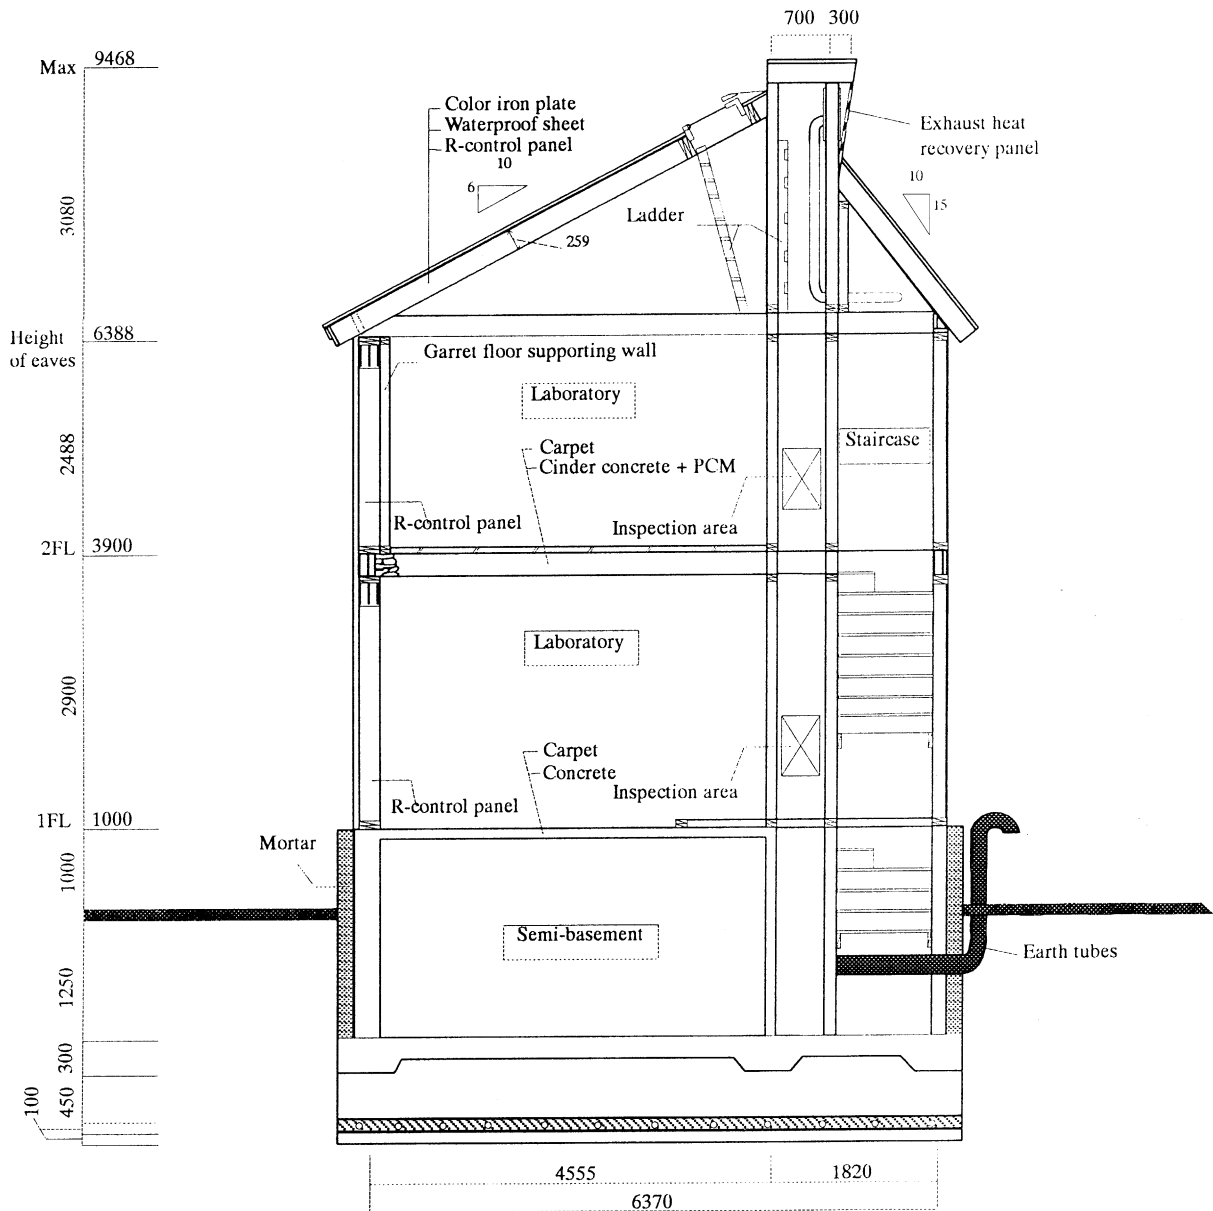 700 300
Max 9468
Color iron plate
Waterproof sheet
R-control panel
10
6
Exhaust heat
recovery panel
10
15
3080
Ladder
259
Height
of eaves
6388
Garret floor supporting wall
Laboratory
Staircase
2488
Carpet
Cinder concrete + PCM
R-control panel
Inspection area
2FL 3900
Laboratory
2900
Carpet
Concrete
Inspection area
R-control panel
1FL 1000
Mortar
1000
Semi-basement
Earth tubes
1250
300
450
100
4555
1820
6370